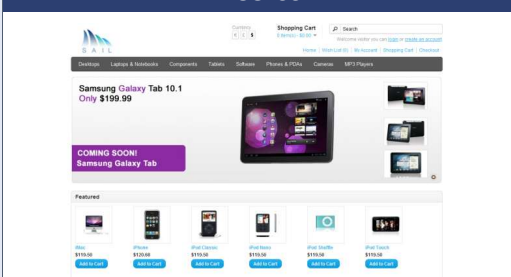 Currency
€ £ $
Shopping Cart
0 item(s) - $0.00
Search
Welcome visitor you can login or create an account
Home Wish List (0) My Account Shopping Cart Checkout
SAIL
Desktops Laptops & Notebooks Components Tablets Software Phones & PDAs Cameras MP3 Players
Samsung Galaxy Tab 10.1
Only $199.99
COMING SOON!
Samsung Galaxy Tab
Featured
iMac iPhone iPod Classic iPod Nano iPod Shuffle iPod Touch
$119.50 $120.68 $119.50 $119.50 $119.50 $119.50
Add to Cart Add to Cart Add to Cart Add to Cart Add to Cart Add to Cart